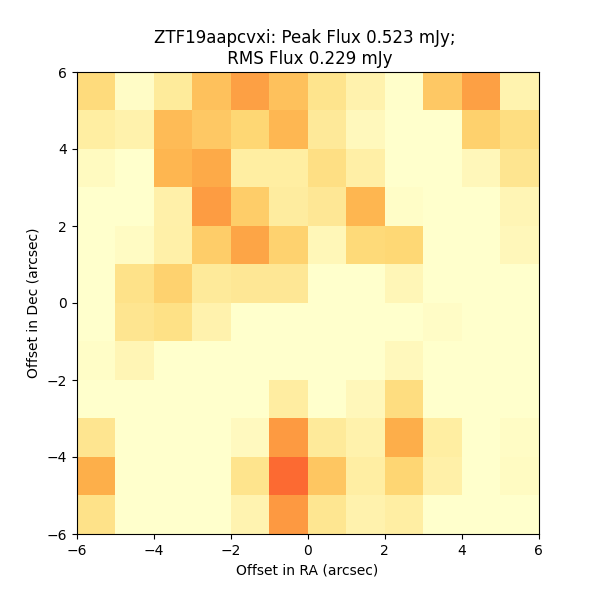 ZTF19aapcvxi: Peak Flux 0.523 mJy;
RMS Flux 0.229 mJy
6
4
2
0
−2
−4
−6
Offset in Dec (arcsec)
−6 −4 −2 0 2 4 6
Offset in RA (arcsec)